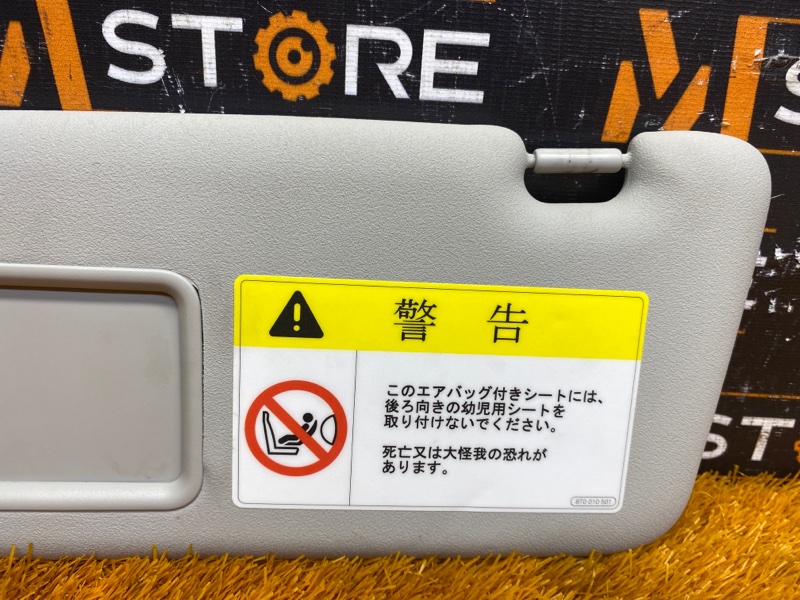 STORE
警告
このエアバッグ付きシートには、
後ろ向きの幼児用シートを
取り付けないでください。
死亡又は大怪我の恐れが
あります。
8T0 010 501